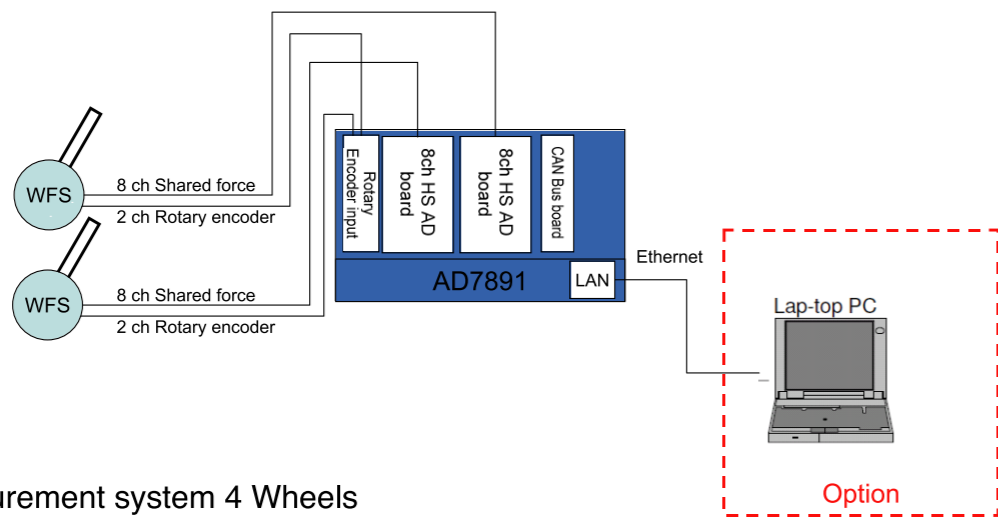 WFS
8 ch Shared force
2 ch Rotary encoder
WFS
8 ch Shared force
2 ch Rotary encoder
Rotary
Encoder input
8ch HS AD
board
8ch HS AD
board
CAN Bus board
AD7891
LAN
Ethernet
Lap-top PC
Option
urement system 4 Wheels